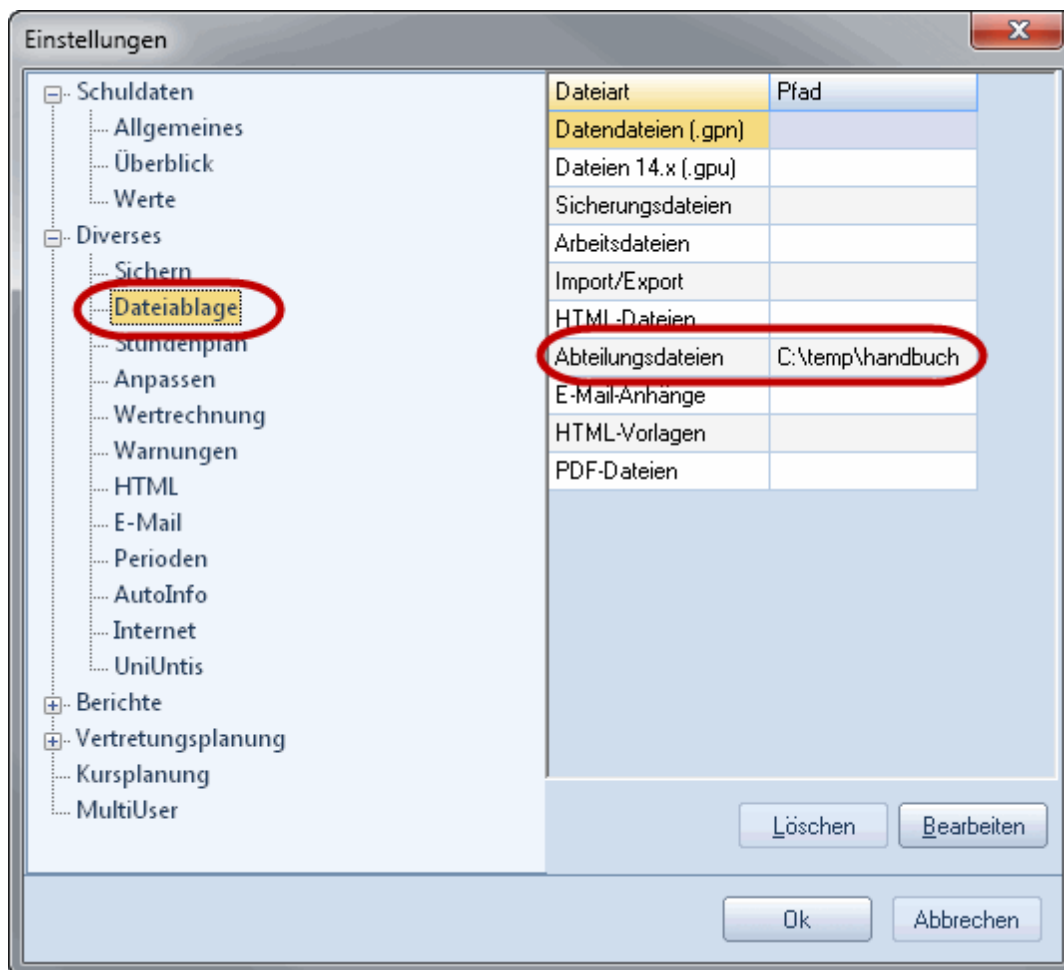 Einstellungen
Schuldaten
Allgemeines
Überblick
Werte
Diverses
Sichern
Dateiablage
Stundenplan
Anpassen
Wertrechnung
Warnungen
HTML
E-Mail
Perioden
AutoInfo
Internet
UniUntis
Berichte
Vertretungsplanung
Kursplanung
MultiUser
Dateiart Pfad
Datendateien (.gpn)
Dateien 14.x (.gpu)
Sicherungsdateien
Arbeitsdateien
Import/Export
HTML-Dateien
Abteilungsdateien C:\temp\handbuch
E-Mail-Anhänge
HTML-Vorlagen
PDF-Dateien
Löschen Bearbeiten
Ok Abbrechen